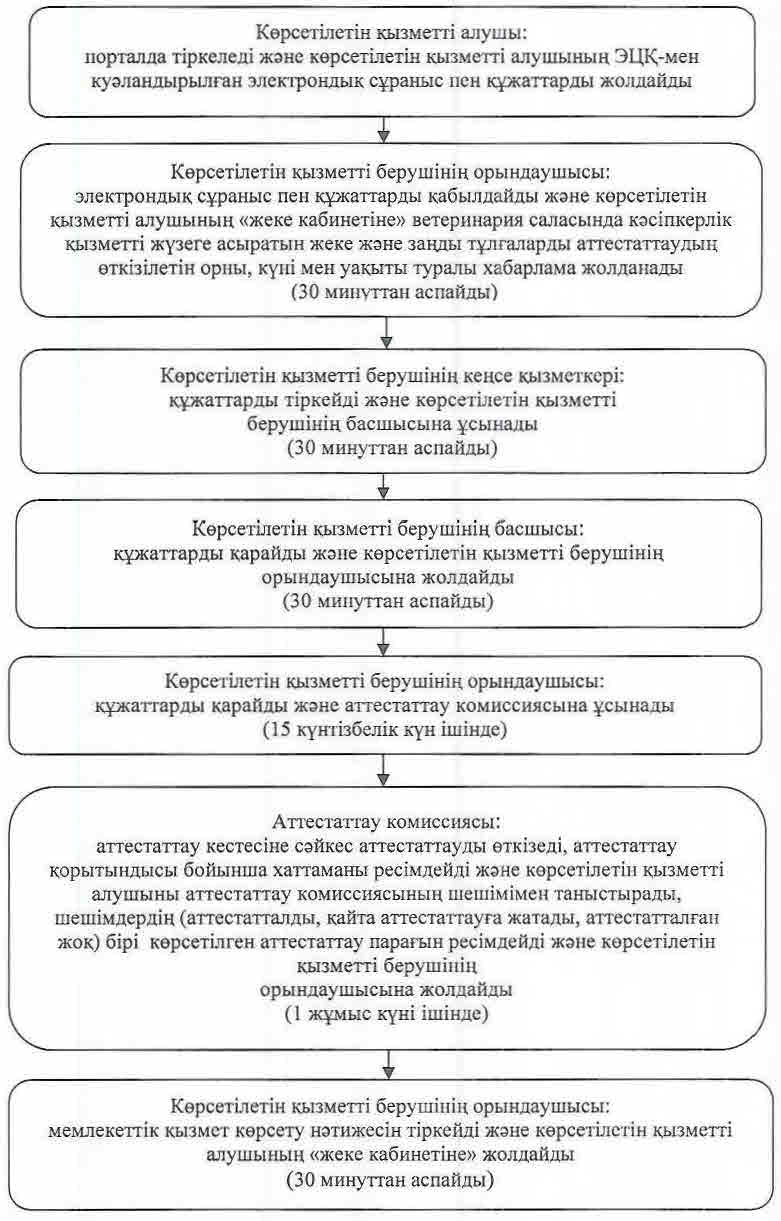 Көрсетілетін қызметті алушы:
порталда тіркеледі және көрсетілетін қызметті алушының ЭЦҚ-мен
куәландырылған электрондық сұраныс пен құжаттарды жолдайды
Көрсетілетін қызметті берушінің орындаушысы:
электрондық сұраныс пен құжаттарды қабылдайды және көрсетілетін
қызметті алушының «жеке кабинетіне» ветеринария саласында кәсіпкерлік
қызметті жүзеге асыратын жеке және заңды тұлғаларды аттестаттаудың
өткізілетін орны, күні мен уақыты туралы хабарлама жолданады
(30 минуттан аспайды)
Көрсетілетін қызметті берушінің кеңсе қызметкері:
құжаттарды тіркейді және көрсетілетін қызметті
берушінің басшысына ұсынады
(30 минуттан аспайды)
Көрсетілетін қызметті берушінің басшысы:
құжаттарды қарайды және көрсетілетін қызметті берушінің
орындаушысына жолдайды
(30 минуттан аспайды)
Көрсетілетін қызметті берушінің орындаушысы:
құжаттарды қарайды және аттестаттау комиссиясына ұсынады
(15 күнтізбелік күн ішінде)
Аттестаттау комиссиясы:
аттестаттау кестесіне сәйкес аттестаттауды өткізеді, аттестаттау
қорытындысы бойынша хаттаманы ресімдейді және көрсетілетін қызметті
алушыны аттестаттау комиссиясының шешімімен таныстырады,
шешімдердің (аттестатталды, қайта аттестаттауға жатады, аттестатталған
жоқ) бірі көрсетілген аттестаттау парағын ресімдейді және көрсетілетін
қызметті берушінің
орындаушысына жолдайды
(1 жұмыс күні ішінде)
Көрсетілетін қызметті берушінің орындаушысы:
мемлекеттік қызмет көрсету нәтижесін тіркейді және көрсетілетін қызметті
алушының «жеке кабинетіне» жолдайды
(30 минуттан аспайды)